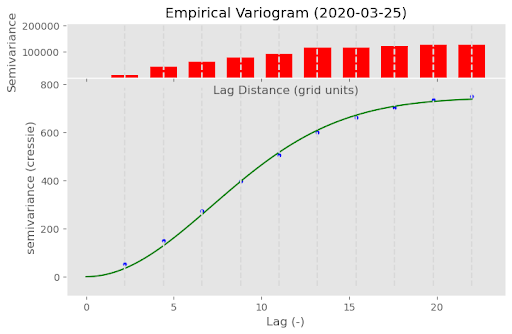 Empirical Variogram (2020-03-25)
200000
100000
Semivariance
Lag Distance (grid units)
800
600
400
200
0
semivariance (cressie)
0 5 10 15 20
Lag (-)